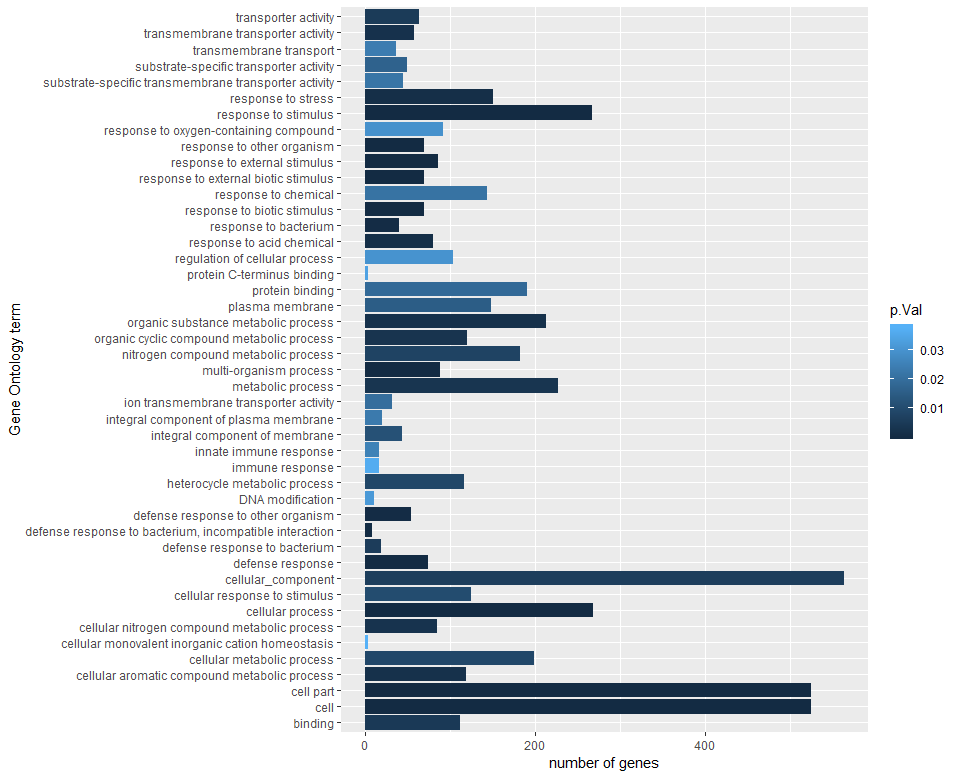 transporter activity
transmembrane transporter activity
transmembrane transport
substrate-specific transporter activity
substrate-specific transmembrane transporter activity
response to stress
response to stimulus
response to oxygen-containing compound
response to other organism
response to external stimulus
response to external biotic stimulus
response to chemical
response to biotic stimulus
response to bacterium
response to acid chemical
regulation of cellular process
protein C-terminus binding
protein binding
plasma membrane
organic substance metabolic process
organic cyclic compound metabolic process
nitrogen compound metabolic process
multi-organism process
metabolic process
ion transmembrane transporter activity
integral component of plasma membrane
integral component of membrane
innate immune response
immune response
heterocycle metabolic process
DNA modification
defense response to other organism
defense response to bacterium, incompatible interaction
defense response to bacterium
defense response
cellular_component
cellular response to stimulus
cellular process
cellular nitrogen compound metabolic process
cellular monovalent inorganic cation homeostasis
cellular metabolic process
cellular aromatic compound metabolic process
cell part
cell
binding
Gene Ontology term
0 200 400
number of genes
p.Val
0.03
0.02
0.01